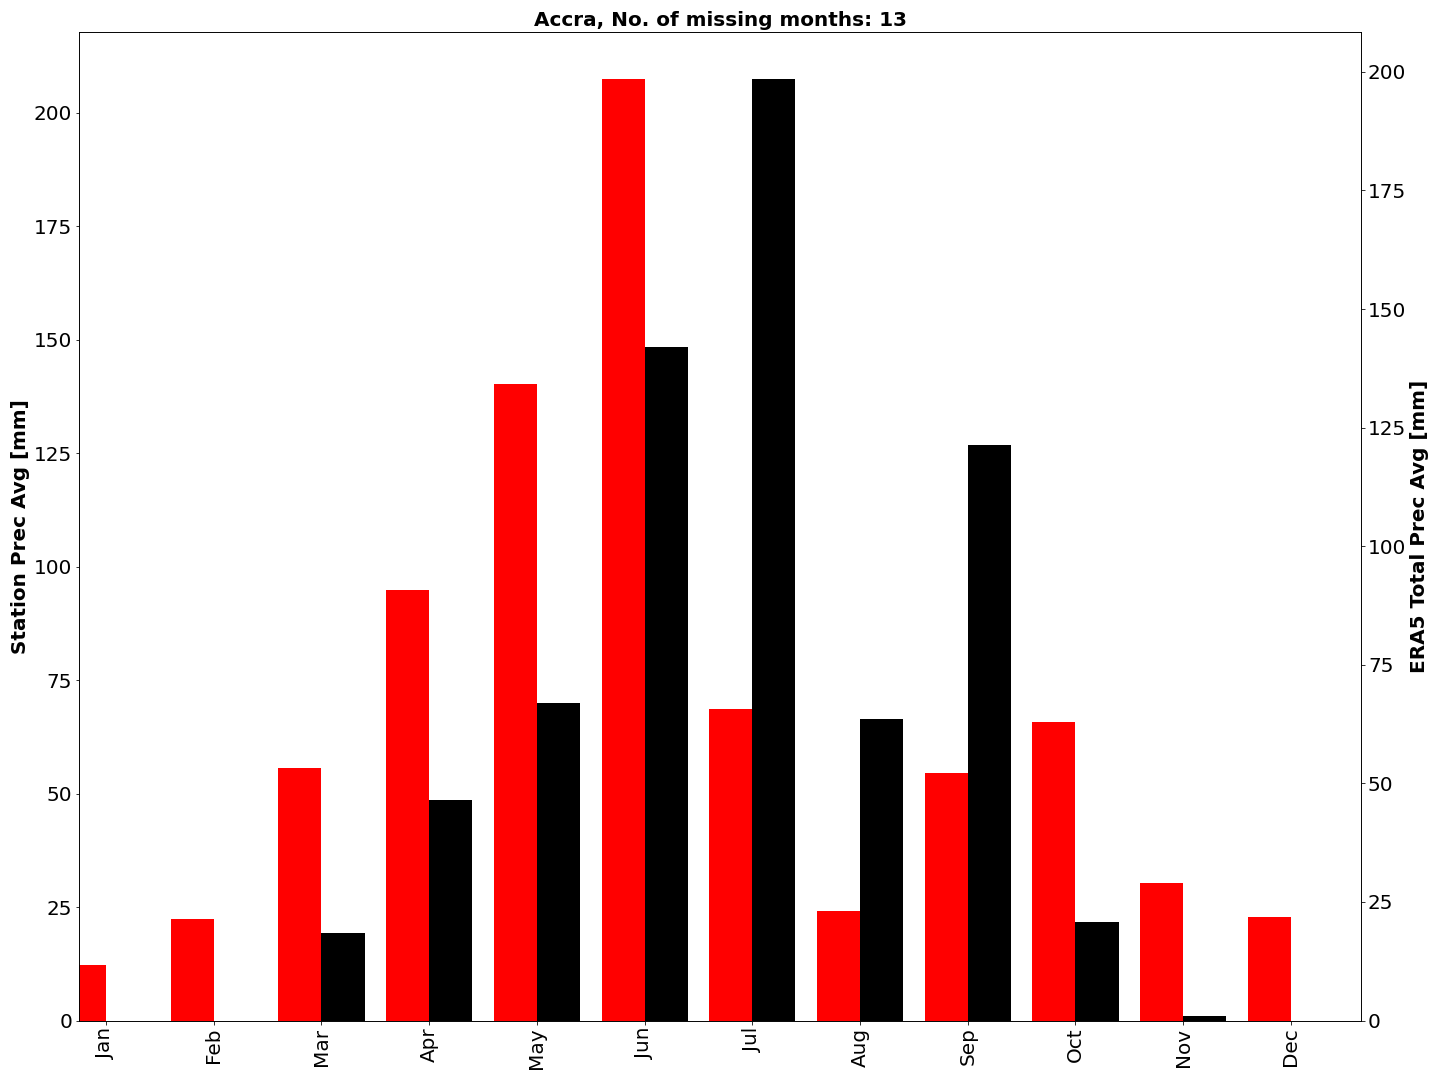 Accra, No. of missing months: 13
Station Prec Avg [mm]
200
175
150
125
100
75
50
25
0
200
175
150
125
100
75
50
25
0
ERA5 Total Prec Avg [mm]
Jan
Feb
Mar
Apr
May
Jun
Jul
Aug
Sep
Oct
Nov
Dec